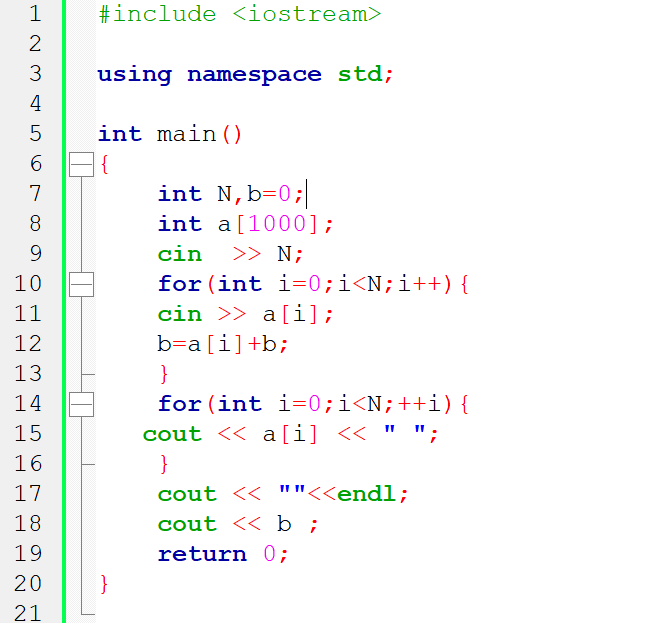 1 #include <iostream>
2
3 using namespace std;
4
5 int main()
6 {
7     int N,b=0;
8     int a[1000];
9     cin  >> N;
10     for(int i=0;i<N;i++){
11     cin >> a[i];
12     b=a[i]+b;
13     }
14     for(int i=0;i<N;++i){
15    cout << a[i] << " ";
16     }
17     cout << ""<<endl;
18     cout << b ;
19     return 0;
20 }
21